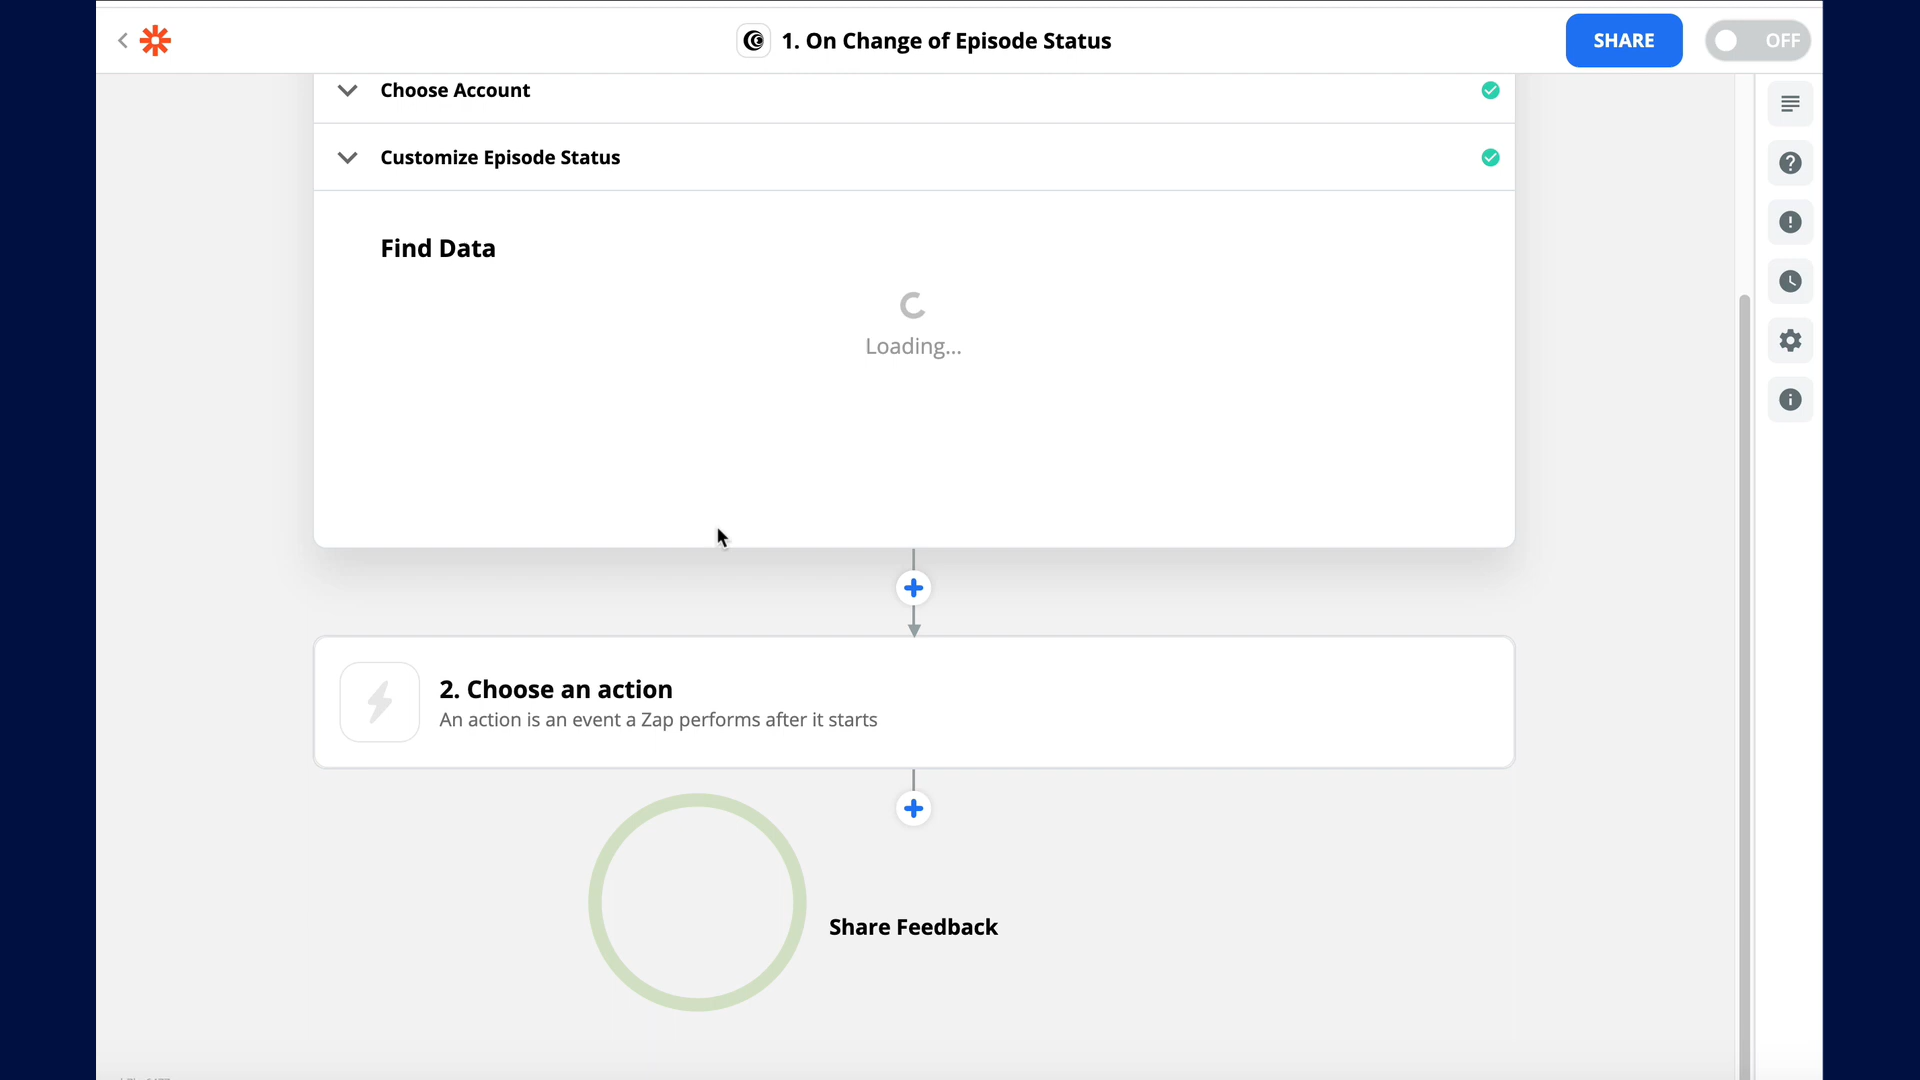 1. On Change of Episode Status
SHARE
OFF
Choose Account
Customize Episode Status
Find Data
Loading...
2. Choose an action
An action is an event a Zap performs after it starts
Share Feedback